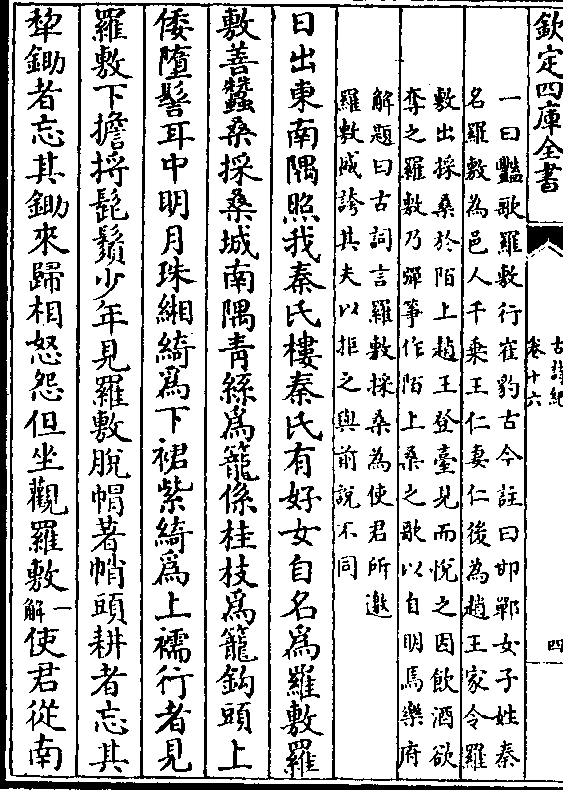 欽定四庫全書
古詩紀
卷十六
四
一曰豔歌羅敷行崔豹古今註曰邯鄲女子姓秦
名羅敷為邑人千乗王仁妻仁後為趙王家令羅
敷出採桑於陌上趙王登臺見而悅之因飲酒欲
奪之羅敷乃彈筝作陌上桑之歌以自明焉樂府
解題曰古詞言羅敷採桑為使君所邀
羅敷盛誇其夫以拒之與前說不同
日出東南隅照我秦氏樓秦氏有好女自名為羅敷羅
敷善蠶桑採桑城南隅青絲為籠係桂枝為籠鈎頭上
倭墮髻耳中明月珠緗綺為下裙紫綺為上襦行者見
羅敷下擔捋髭鬚少年見羅敷脫帽著帩頭耕者忘其
犂鋤者忘其鋤來歸相怒怨但坐觀羅敷一解使君從南